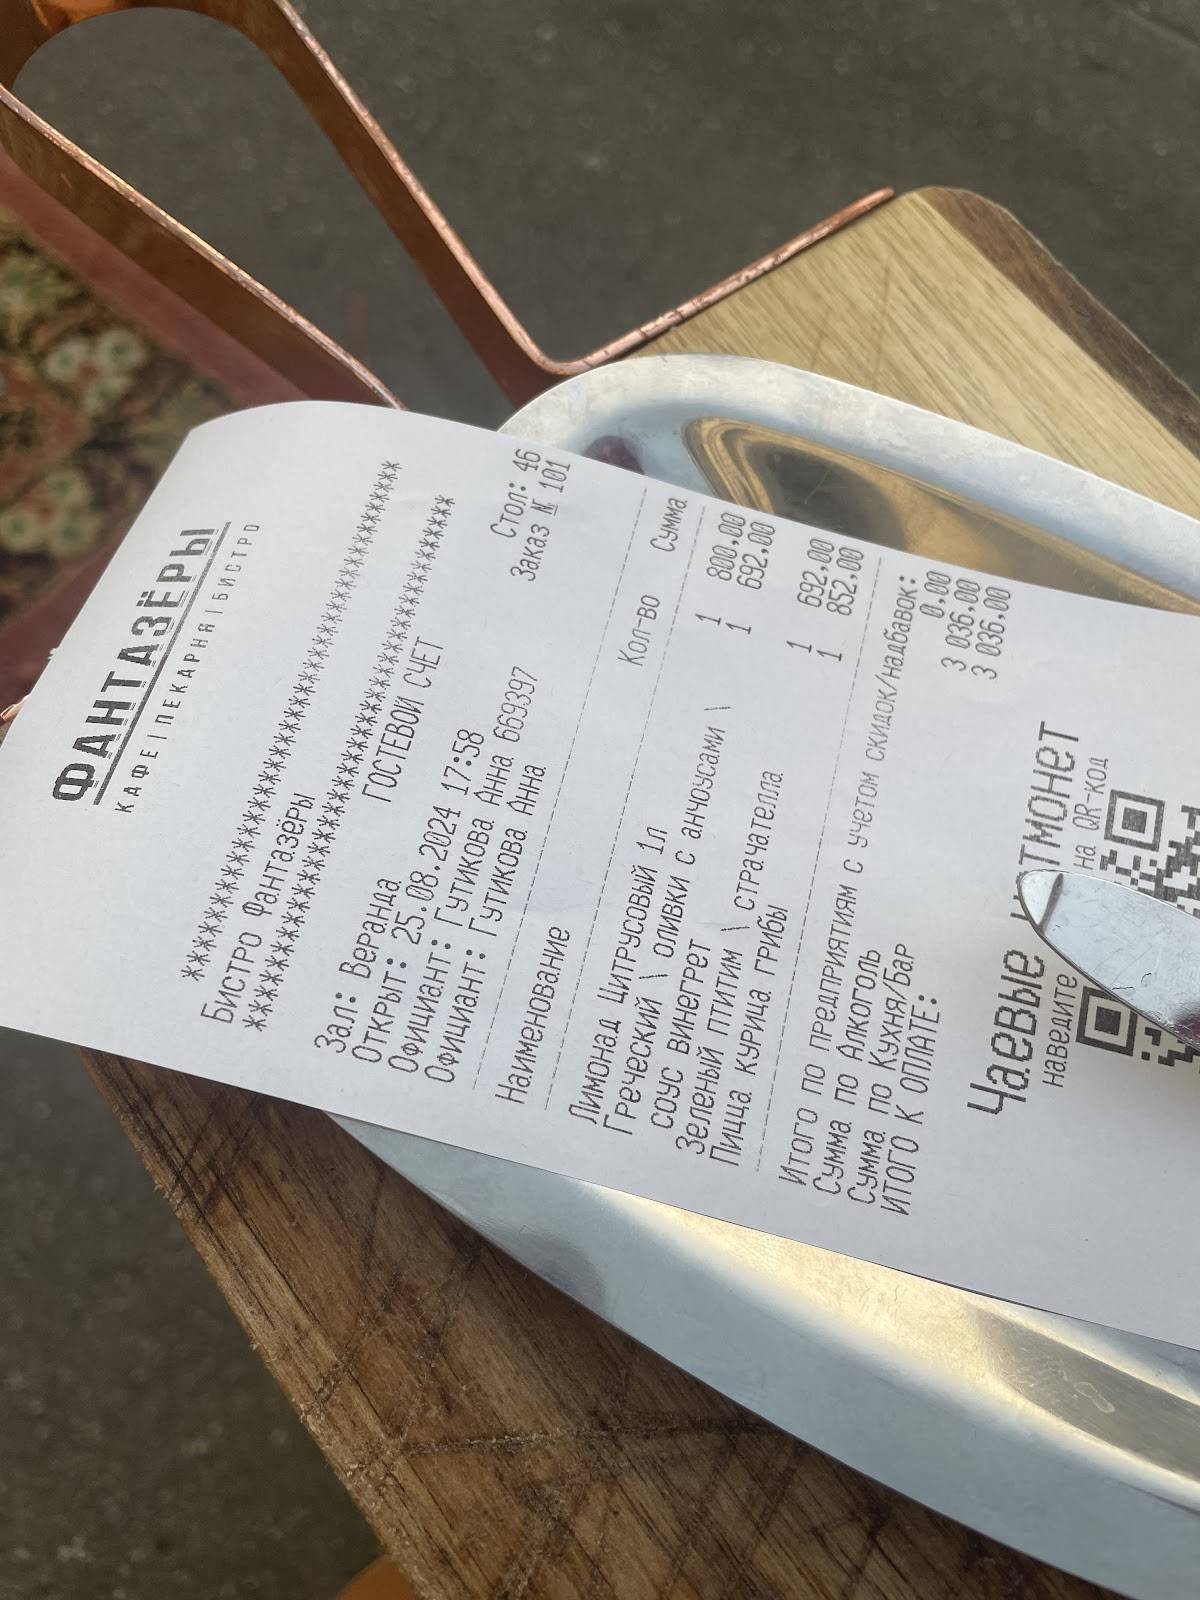 ФАНТАЗЁРЫ
КАФЕ | ПЕКАРНЯ | БИСТРО
****************************************
Бистро Фантазёры
****************************************
ГОСТЕВОЙ СЧЕТ
Зал: Веранда Стол: 46
Открыт: 25.08.2024 17:58 Заказ № 101
Официант: Гутикова Анна 669397
Официант: Гутикова Анна
Наименование Кол-во Сумма
Лимонад Цитрусовый 1л 1 800,00
Греческий \ оливки с анчоусами \ 1 692,00
соус винегрет
Зеленый птитим \ страчателла 1 692,00
Пицца курица грибы 1 852,00
Итого по предприятиям с учетом скидок/надбавок:
Сумма по Алкоголь 0,00
Сумма по Кухня/Бар 3 036,00
ИТОГО К ОПЛАТЕ: 3 036,00
Чаевые нетмонет
наведите на QR-код